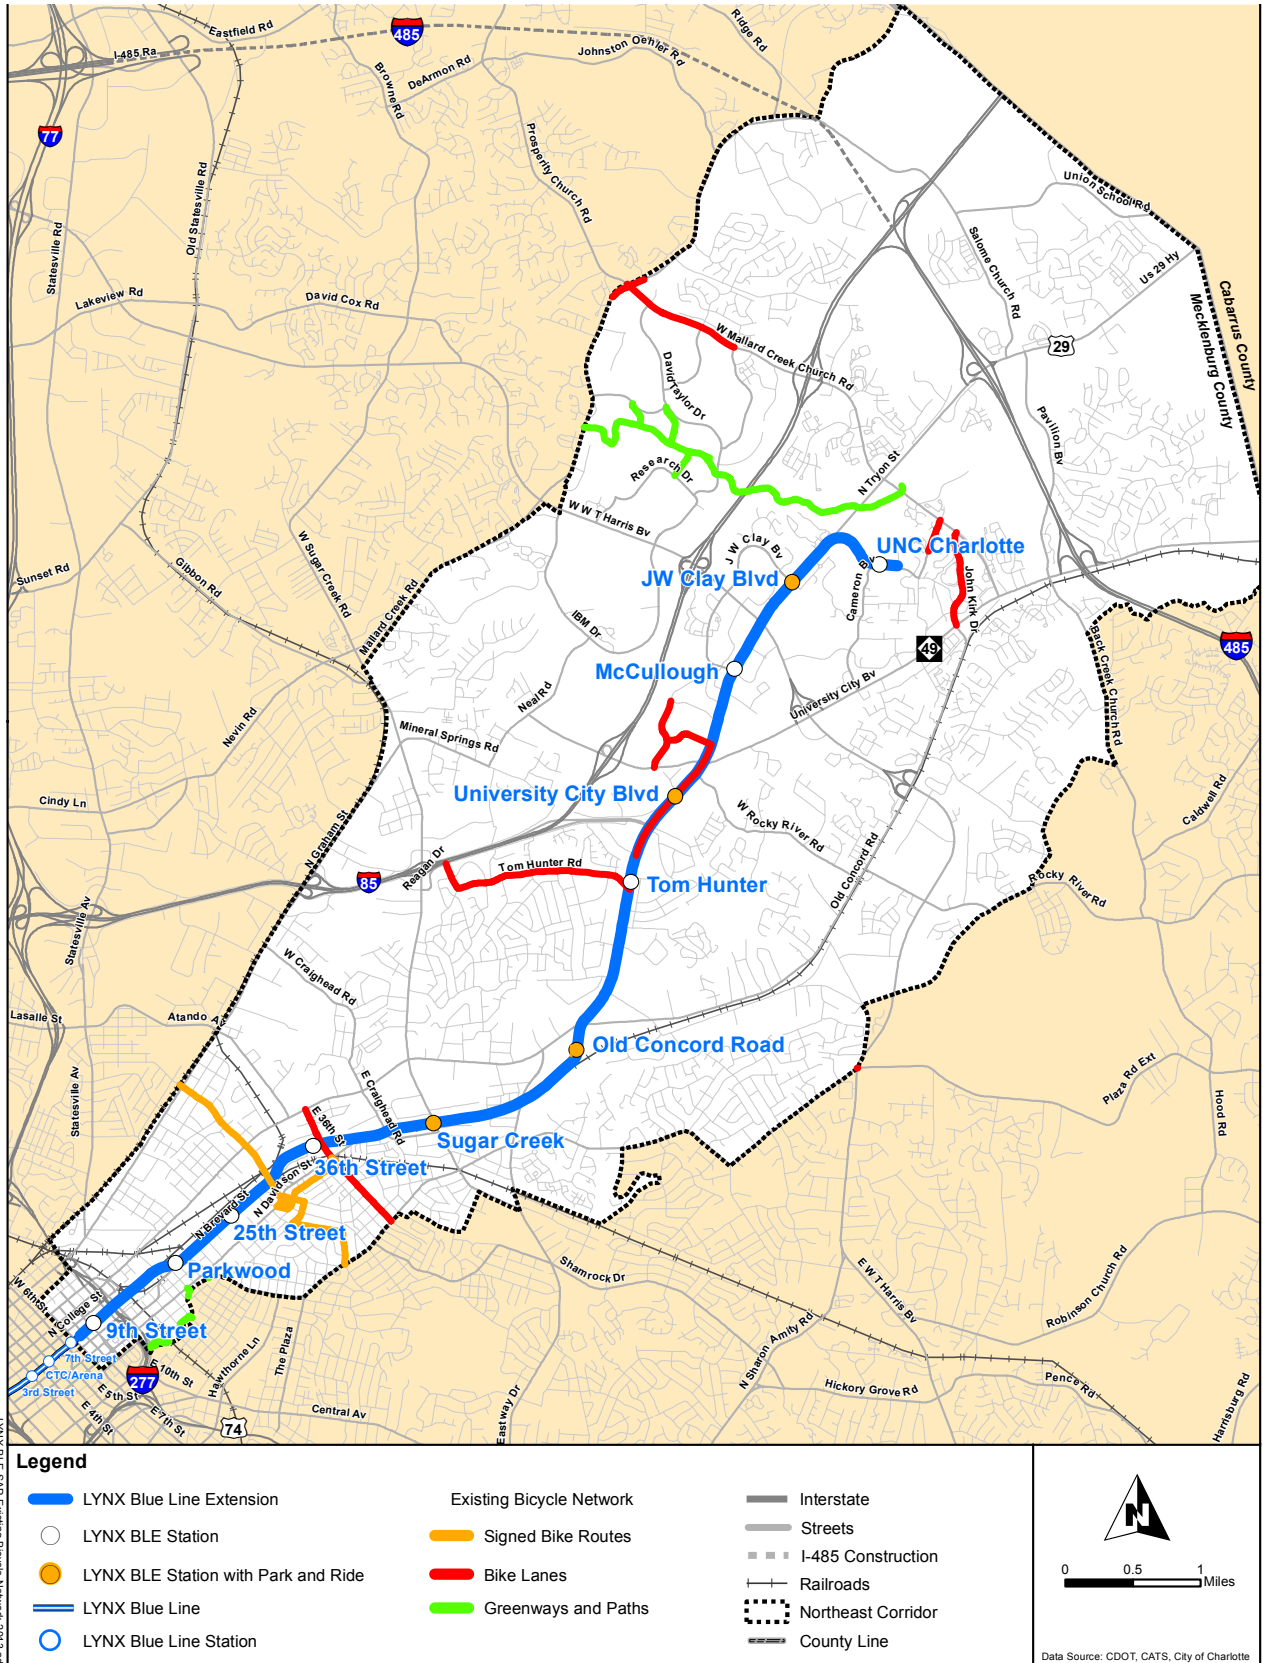 Eastfield Rd
485
I-485 Ra
Browne Rd
DeArmon Rd
Johnston Oehler Rd
Ridge Rd
77
Prosperity Church Rd
Old Statesville Rd
Statesville Rd
Union School Rd
Salome Church Rd
Us 29 Hy
Cabarrus County
Mecklenburg County
Lakeview Rd
David Cox Rd
W Mallard Creek Church Rd
29
David Taylor Dr
Pavilion Bv
Research Dr
N Tryon St
W W T Harris Bv
J W Clay Bv
UNC Charlotte
W Sugar Creek Rd
Gibbon Rd
Sunset Rd
JW Clay Blvd
Cameron Bv
John Kirk Dr
Mallard Creek Rd
IBM Dr
49
485
Back Creek Church Rd
McCullough
Neal Rd
University City Bv
Nevin Rd
Mineral Springs Rd
Cindy Ln
University City Blvd
W Rocky River Rd
Caldwell Rd
N Graham St
Reagan Dr
Tom Hunter Rd
85
Tom Hunter
Old Concord Rd
Rocky River Rd
Statesville Av
W Craighead Rd
Lasalle St
Atando A
Old Concord Road
Plaza Rd Ext
Hood Rd
Statesville Av
E Craighead Rd
E 36th St
Sugar Creek
36th Street
N Davidson St
N Brevard St
25th Street
Parkwood
Shamrock Dr
E W T Harris Bv
Robinson Church Rd
W 6th St
N College St
9th Street
7th Street
CTC/Arena
3rd Street
E 10th St
277
Hawthorne Ln
The Plaza
N Sharon Amity Rd
Pence Rd
Hickory Grove Rd
E 5th St
E 4th St
E 7th St
74
Central Av
Eastway Dr
Harrisburg Rd
Legend
LYNX Blue Line Extension
LYNX BLE Station
LYNX BLE Station with Park and Ride
LYNX Blue Line
LYNX Blue Line Station
Existing Bicycle Network
Signed Bike Routes
Bike Lanes
Greenways and Paths
Interstate
Streets
I-485 Construction
Railroads
Northeast Corridor
County Line
N
0 0.5 1
Miles
Data Source: CDOT, CATS, City of Charlotte